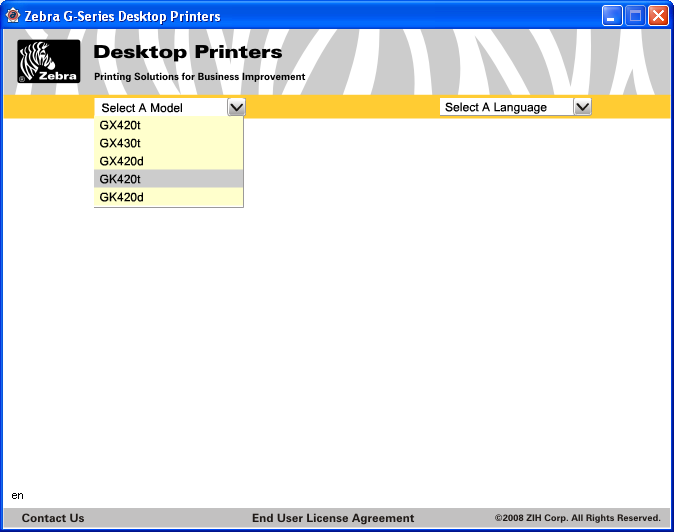 Zebra G-Series Desktop Printers
Zebra
®
Desktop Printers
Printing Solutions for Business Improvement
Select A Model
Select A Language
GX420t
GX430t
GX420d
GK420t
GK420d
en
Contact Us
End User License Agreement
©2008 ZIH Corp. All Rights Reserved.